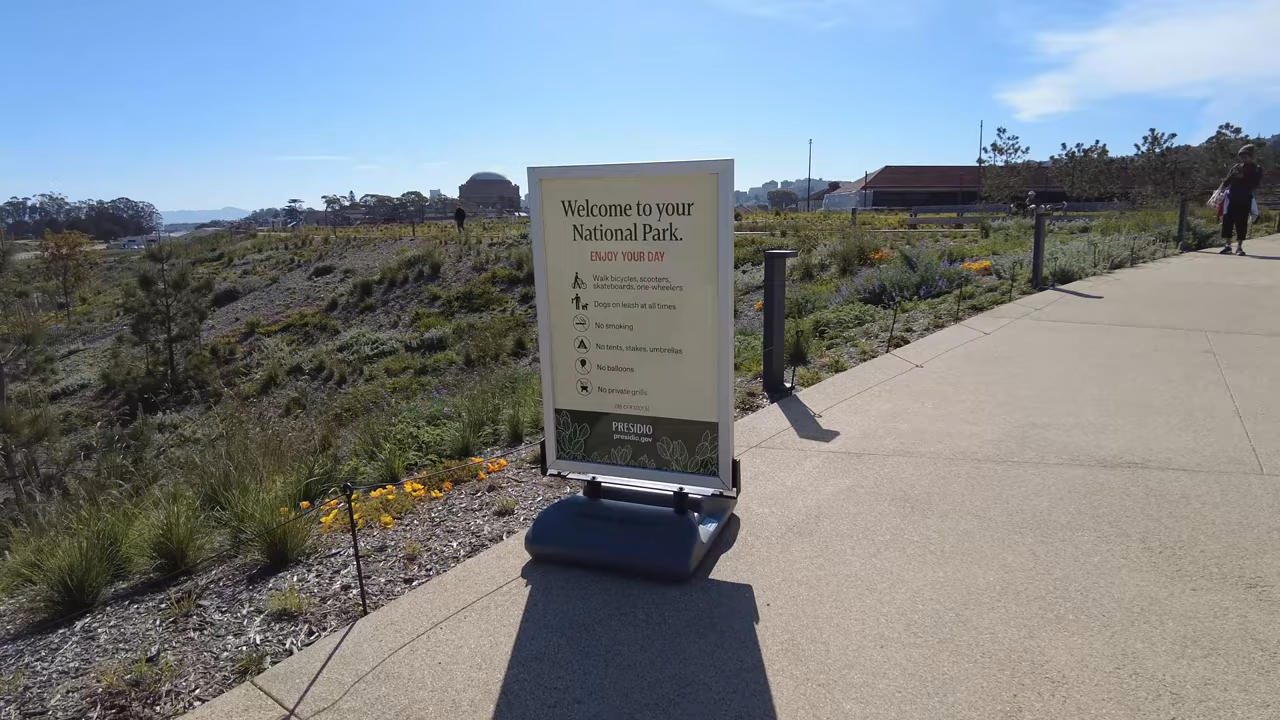 Welcome to your
National Park.
ENJOY YOUR DAY
Walk bicycles, scooters,
skateboards, one-wheelers
Dogs on leash at all times
No smoking
No tents, stakes, umbrellas
No balloons
No private grills
PRESIDIO
presidio.gov